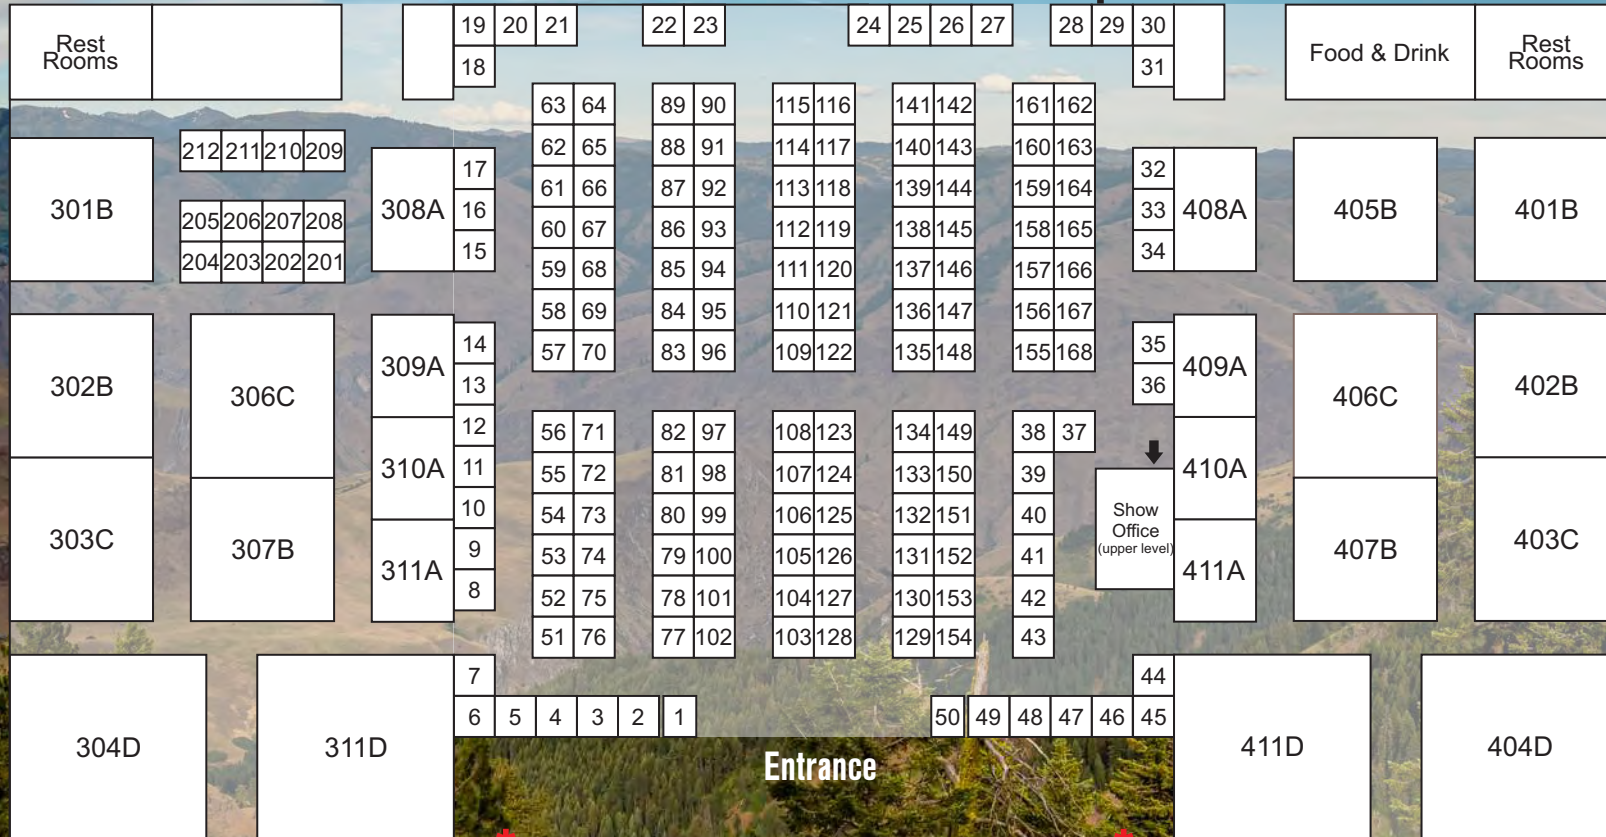 19 20 21 22 23 24 25 26 27 28 29 30
Rest
Rooms
Food & Drink
Rest
Rooms
18 31
63 64 89 90 115 116 141 142 161 162
212 211 210 209 62 65 88 91 114 117 140 143 160 163
17 32
61 66 87 92 113 118 139 144 159 164
301B 308A 16 33 408A 405B 401B
205 206 207 208 60 67 86 93 112 119 138 145 158 165
15 34
204 203 202 201 59 68 85 94 111 120 137 146 157 166
58 69 84 95 110 121 136 147 156 167
14 57 70 83 96 109 122 135 148 155 168 35
309A 409A
302B 306C 13 36 406C 402B
12 56 71 82 97 108 123 134 149 38 37
310A 11 55 72 81 98 107 124 133 150 39 410A
10 54 73 80 99 106 125 132 151 40
Show
Office
(upper level)
303C 307B 9 53 74 79 100 105 126 131 152 41 407B 403C
311A 411A
8 52 75 78 101 104 127 130 153 42
51 76 77 102 103 128 129 154 43
7 44
6 5 4 3 2 1 50 49 48 47 46 45
304D 311D 411D 404D
Entrance